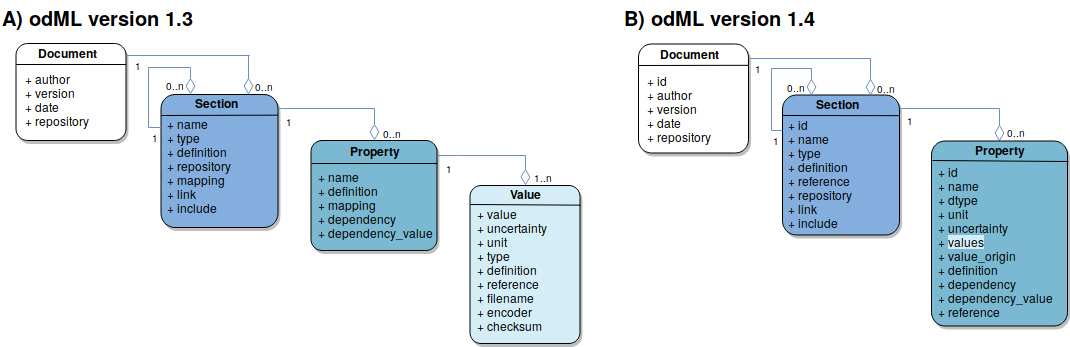 A) odML version 1.3
Document
+ author
+ version
+ date
+ repository
1
0..n
0..n
Section
+ name
+ type
+ definition
+ repository
+ mapping
+ link
+ include
1
1
0..n
Property
+ name
+ definition
+ mapping
+ dependency
+ dependency_value
1
1..n
Value
+ value
+ uncertainty
+ unit
+ type
+ definition
+ reference
+ filename
+ encoder
+ checksum
B) odML version 1.4
Document
+ id
+ author
+ version
+ date
+ repository
1
0..n
0..n
Section
+ id
+ name
+ type
+ definition
+ reference
+ repository
+ link
+ include
1
1
0..n
Property
+ id
+ name
+ dtype
+ unit
+ uncertainty
+ values
+ value_origin
+ definition
+ dependency
+ dependency_value
+ reference